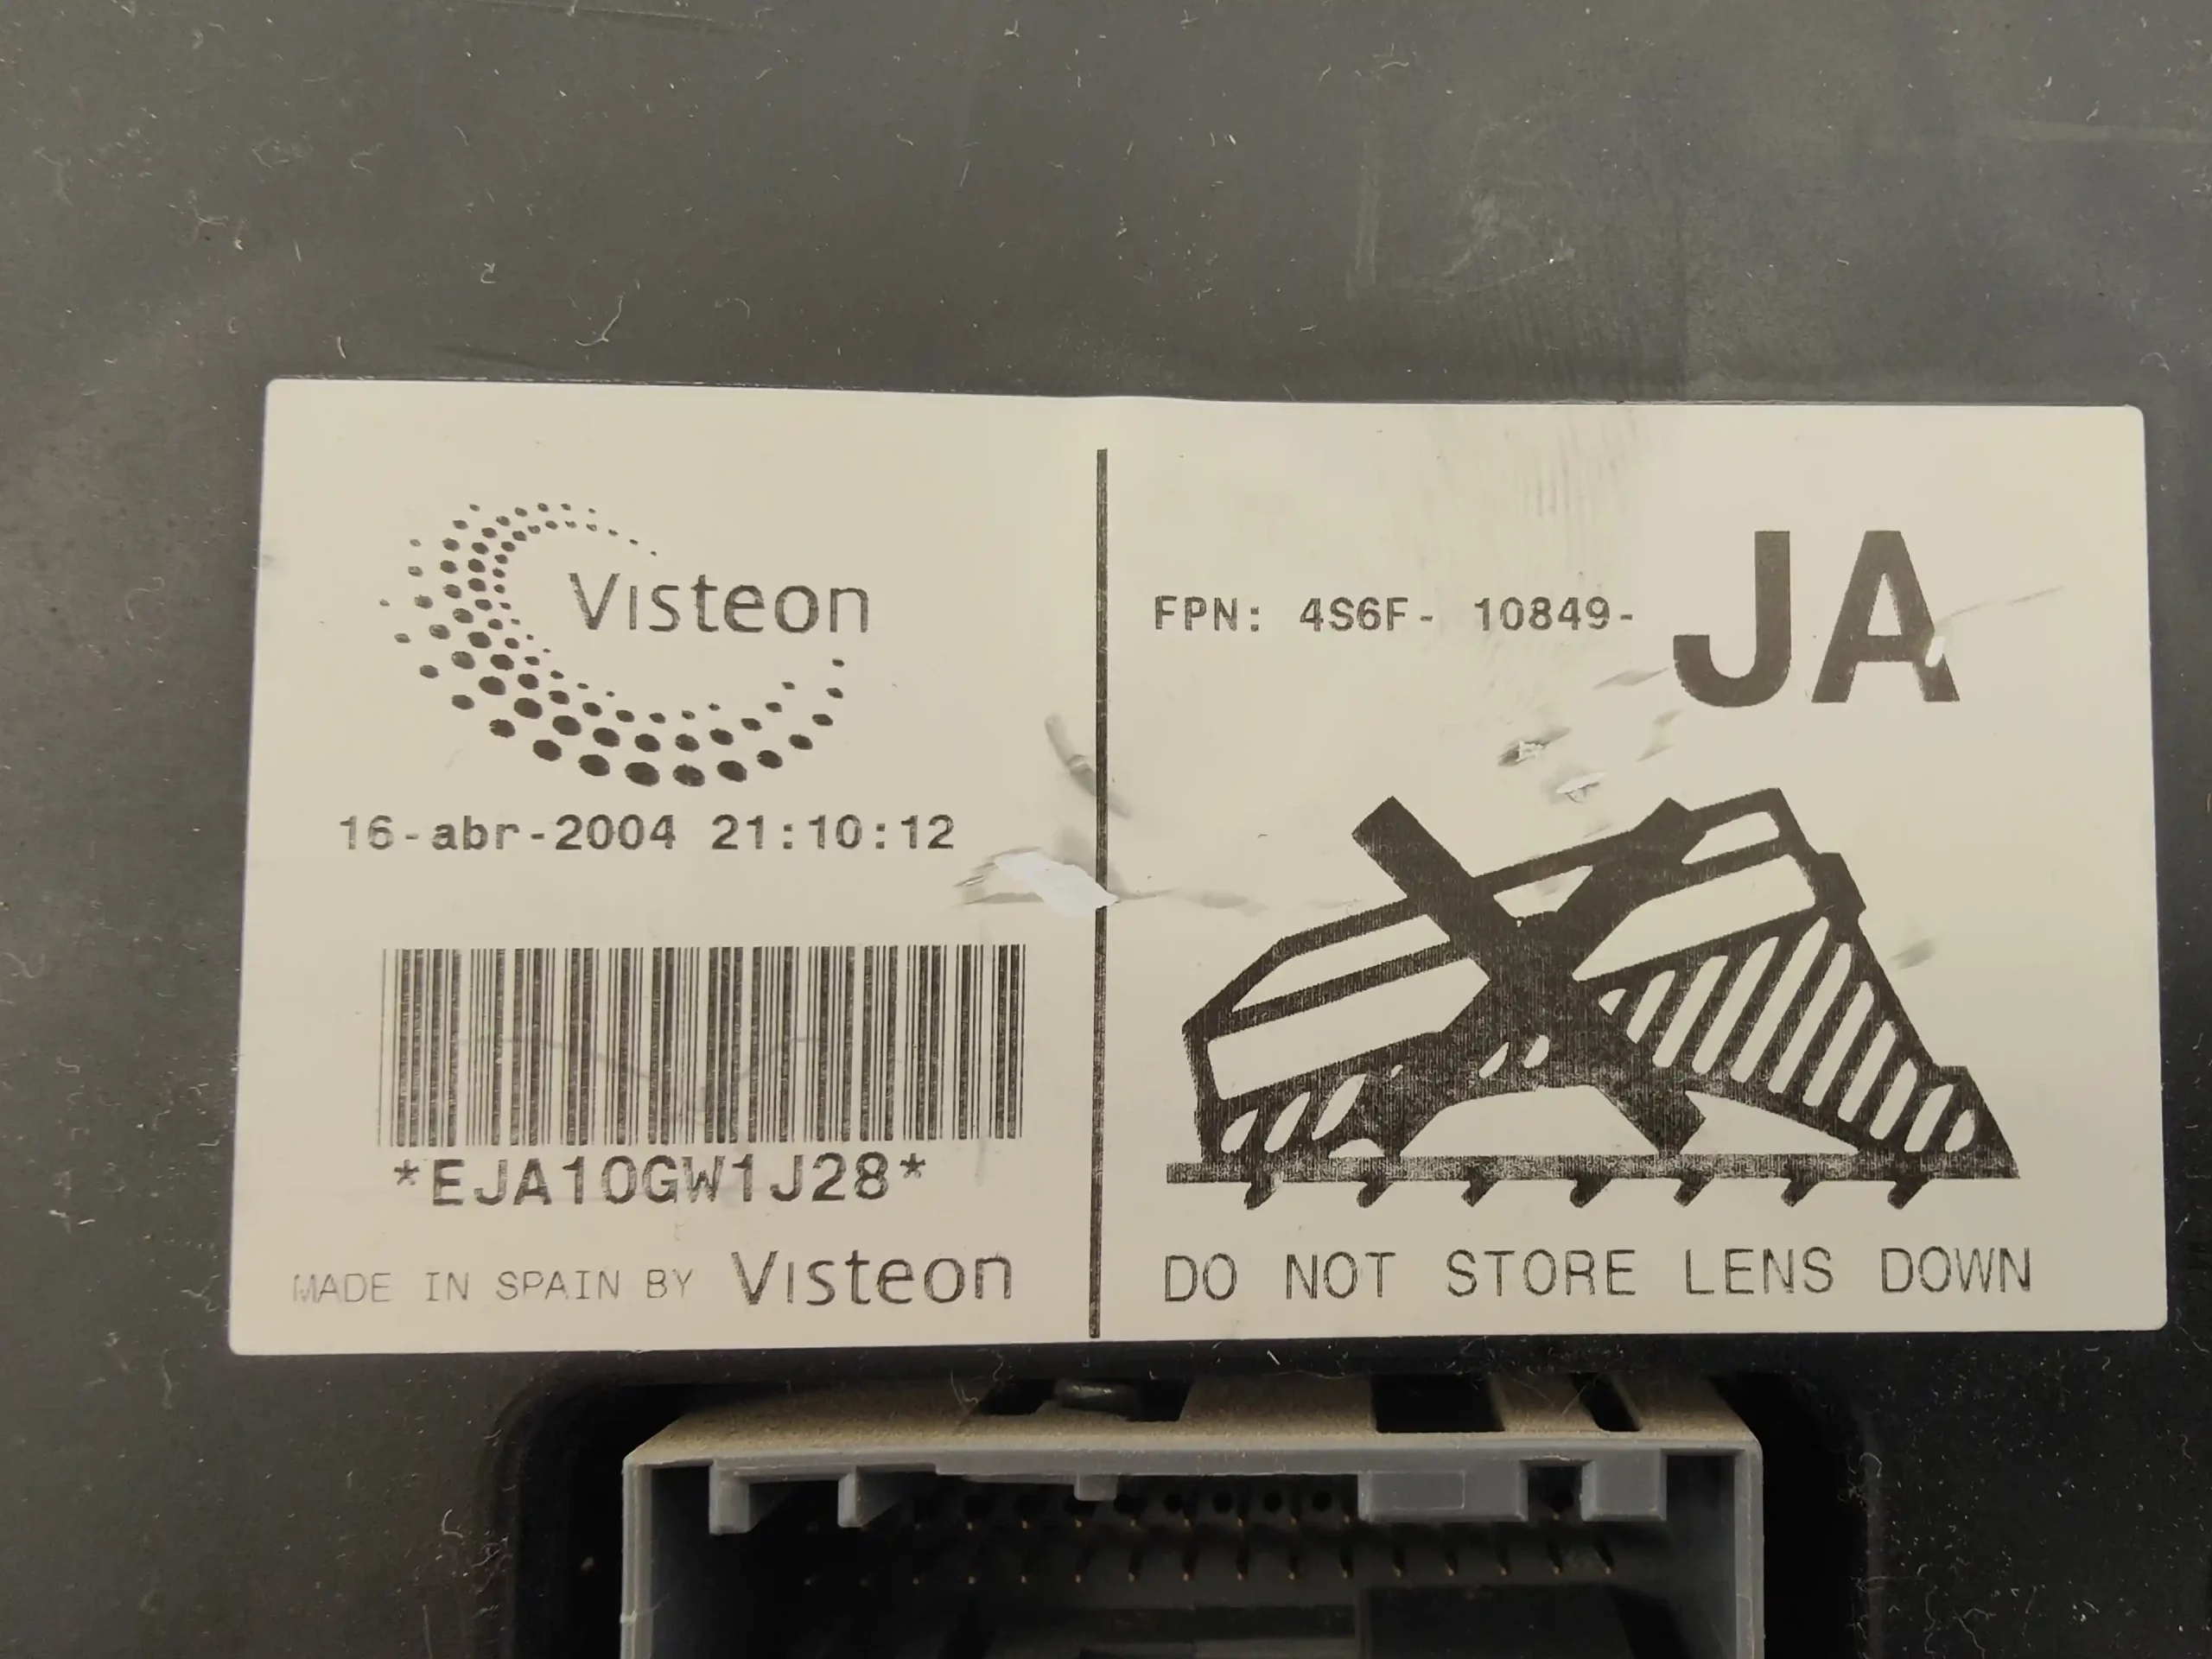 Visteon
16-abr-2004 21:10:12
*EJA10GW1J28*
MADE IN SPAIN BY Visteon
FPN: 4S6F- 10849- JA
DO NOT STORE LENS DOWN